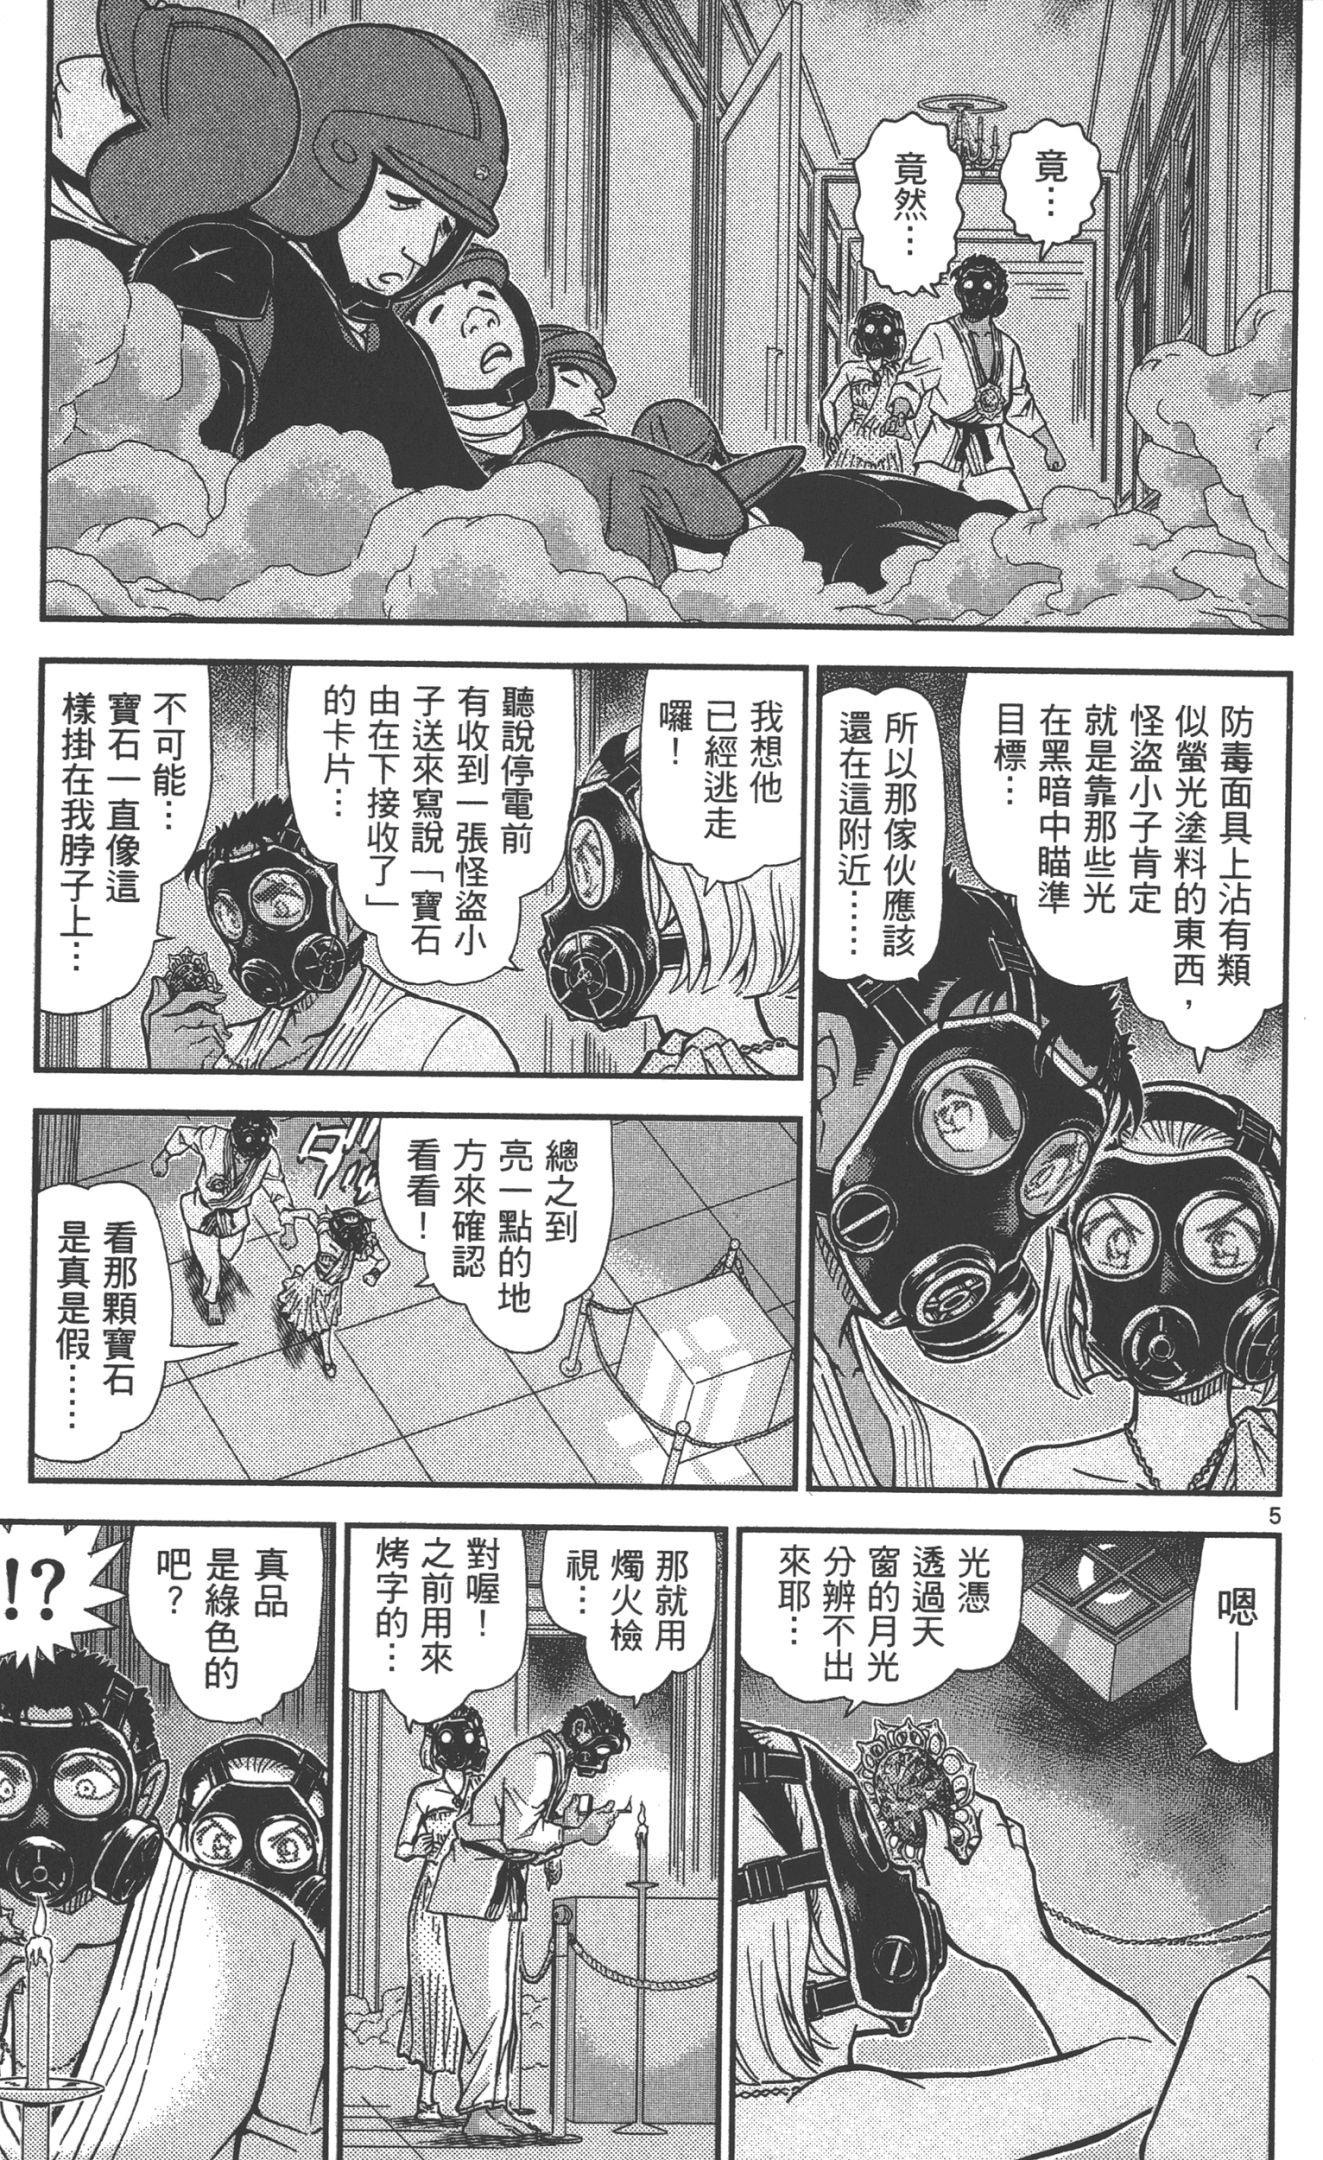 竟…
竟然…
防毒面具上沾有類
似螢光塗料的東西，
怪盜小子肯定
就是靠那些光
在黑暗中瞄準
目標…
所以那傢伙應該
還在這附近……
我想他
已經逃走
囉！
聽說停電前
有收到一張怪盜小
子送來寫說「寶石
由在下接收了」
的卡片…
不可能…
寶石一直像這
樣掛在我脖子上…
總之到
亮一點的地
方來確認
看看！
看那顆寶石
是真是假……
5
嗯——
光憑
透過天
窗的月光
分辨不出
來耶…
那就用
燭火檢
視…
對喔！
之前用來
烤字的…
真品
是綠色的
吧？
!?